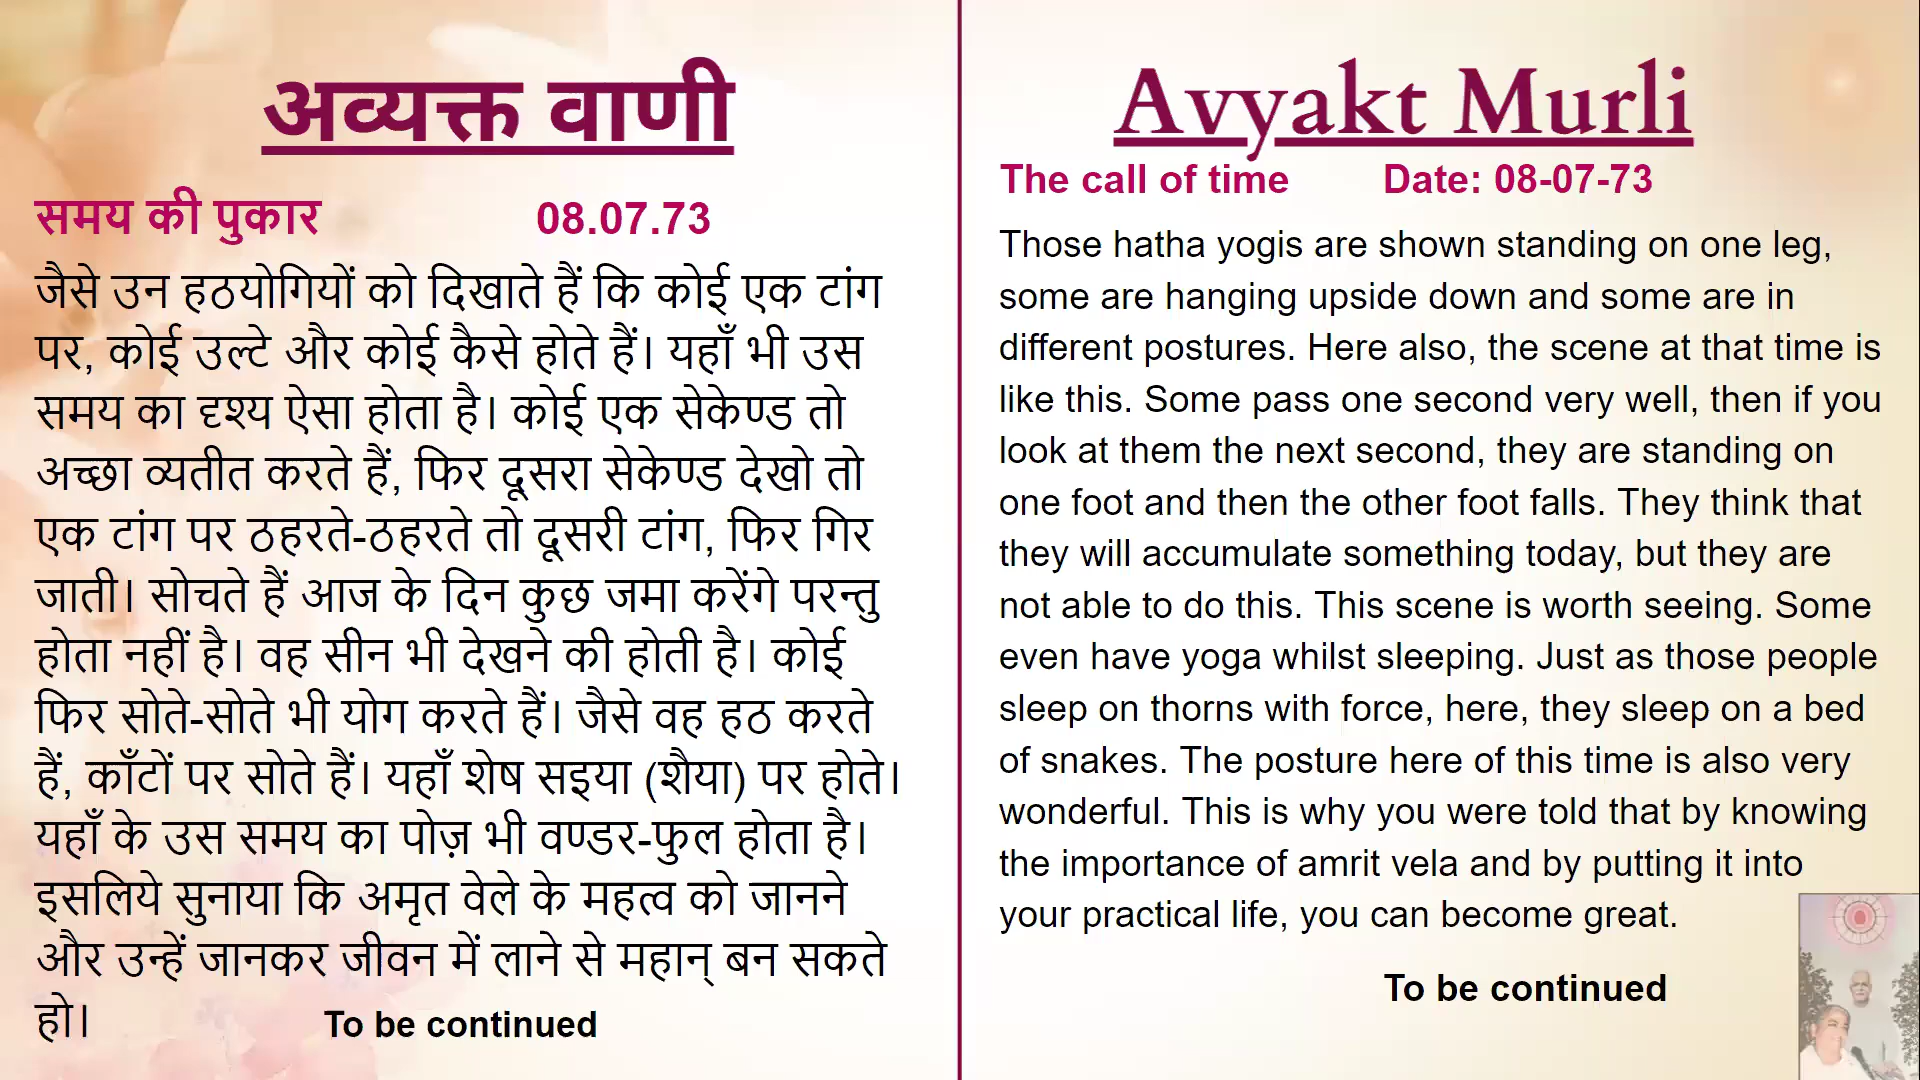 अव्यक्त वाणी
समय की पुकार 08.07.73
जैसे उन हठयोगियों को दिखाते हैं कि कोई एक टांग
पर, कोई उल्टे और कोई कैसे होते हैं। यहाँ भी उस
समय का दृश्य ऐसा होता है। कोई एक सेकेण्ड तो
अच्छा व्यतीत करते हैं, फिर दूसरा सेकेण्ड देखो तो
एक टांग पर ठहरते-ठहरते तो दूसरी टांग, फिर गिर
जाती। सोचते हैं आज के दिन कुछ जमा करेंगे परन्तु
होता नहीं है। वह सीन भी देखने की होती है। कोई
फिर सोते-सोते भी योग करते हैं। जैसे वह हठ करते
हैं, काँटों पर सोते हैं। यहाँ शेष सइया (शैया) पर होते।
यहाँ के उस समय का पोज़ भी वण्डर-फुल होता है।
इसलिये सुनाया कि अमृत वेले के महत्व को जानने
और उन्हें जानकर जीवन में लाने से महान् बन सकते
हो। To be continued
Avyakt Murli
The call of time Date: 08-07-73
Those hatha yogis are shown standing on one leg,
some are hanging upside down and some are in
different postures. Here also, the scene at that time is
like this. Some pass one second very well, then if you
look at them the next second, they are standing on
one foot and then the other foot falls. They think that
they will accumulate something today, but they are
not able to do this. This scene is worth seeing. Some
even have yoga whilst sleeping. Just as those people
sleep on thorns with force, here, they sleep on a bed
of snakes. The posture here of this time is also very
wonderful. This is why you were told that by knowing
the importance of amrit vela and by putting it into
your practical life, you can become great.
To be continued